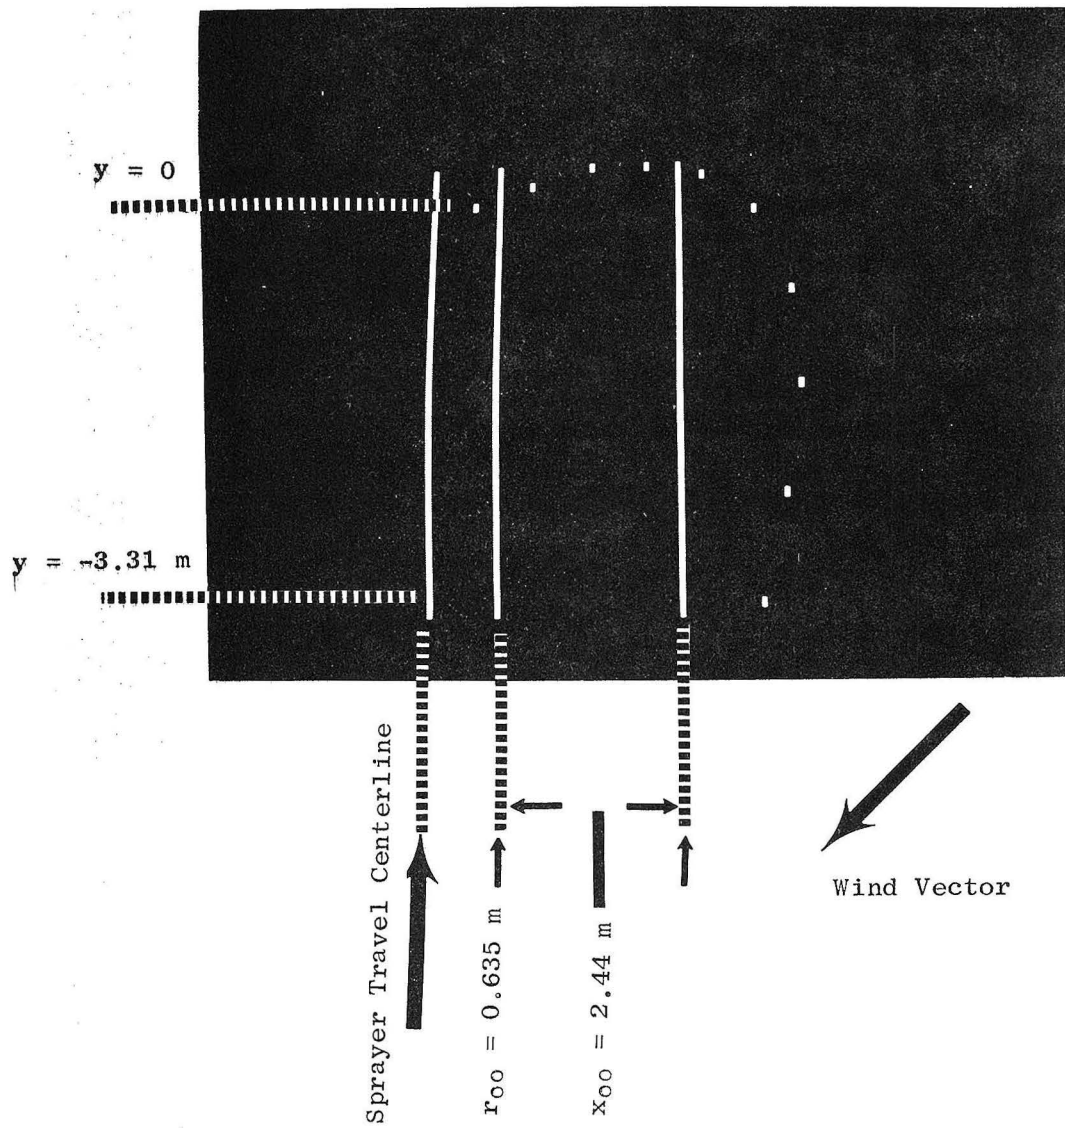 y = 0
y = -3.31 m
Sprayer Travel Centerline
r₀₀ = 0.635 m
x₀₀ = 2.44 m
Wind Vector